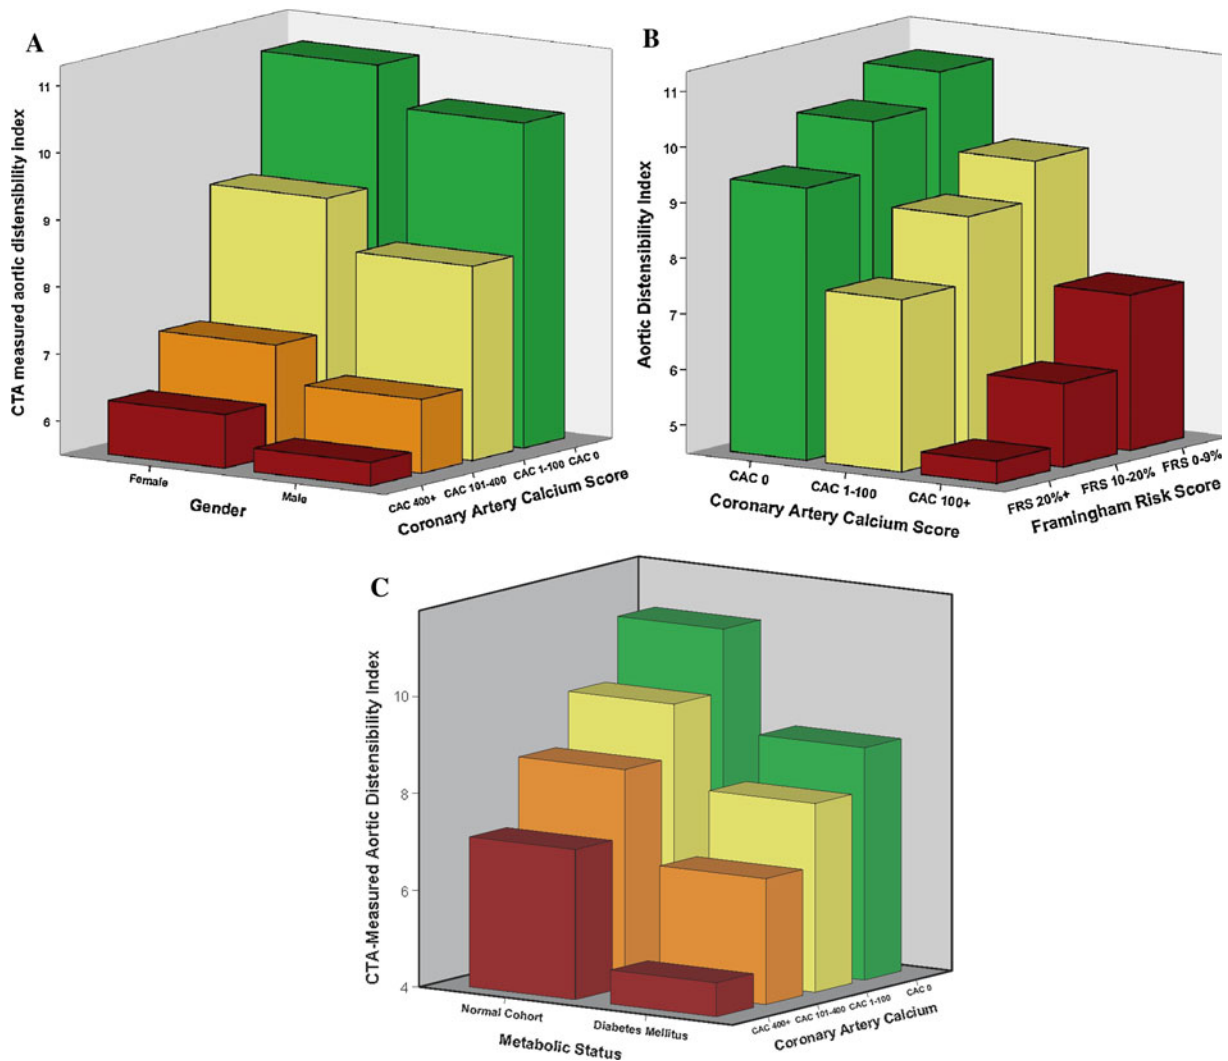 A
CTA measured aortic distensibility index
11
10
9
8
7
6
Female
Male
Gender
CAC 400+
CAC 101-400
CAC 1-100
CAC 0
Coronary Artery Calcium Score
B
Aortic Distensibility Index
11
10
9
8
7
6
5
CAC 0
CAC 1-100
CAC 100+
Coronary Artery Calcium Score
FRS 20%+
FRS 10-20%
FRS 0-9%
Framingham Risk Score
C
CTA-Measured Aortic Distensibility Index
10
8
6
4
Normal Cohort
Diabetes Mellitus
Metabolic Status
CAC 400+
CAC 101-400
CAC 1-100
CAC 0
Coronary Artery Calcium